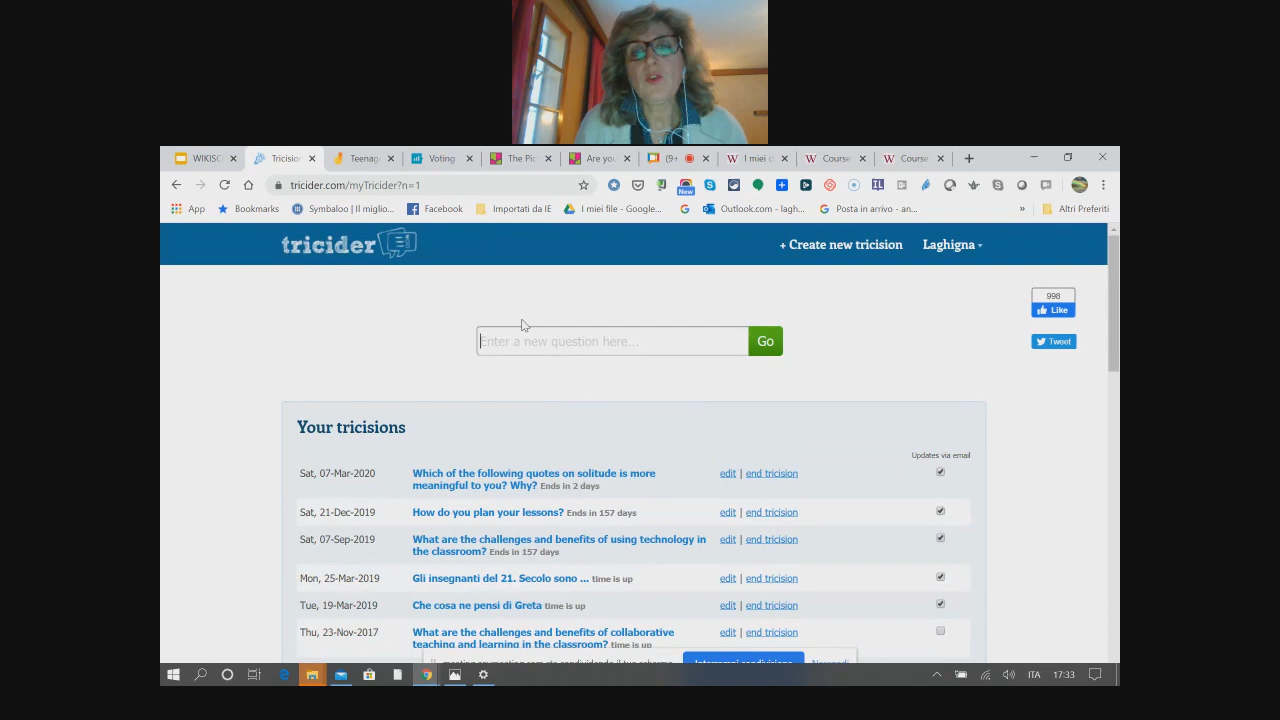 WIKISC
Tricision
Teenag
Voting
The Pic
Are you
(9+
I miei c
Course
Course
tricider.com/myTricider?n=1
New
App
Bookmarks
Symbaloo | Il miglio...
Facebook
Importati da IE
I miei file - Google...
Outlook.com - lagh...
Posta in arrivo - an...
»
Altri Preferiti
tricider
+ Create new tricision
Laghigna
998
Like
Enter a new question here...
Go
Tweet
Your tricisions
Updates via email
Sat, 07-Mar-2020 Which of the following quotes on solitude is more edit | end tricision
meaningful to you? Why? Ends in 2 days
Sat, 21-Dec-2019 How do you plan your lessons? Ends in 157 days edit | end tricision
Sat, 07-Sep-2019 What are the challenges and benefits of using technology in edit | end tricision
the classroom? Ends in 157 days
Mon, 25-Mar-2019 Gli insegnanti del 21. Secolo sono ... time is up edit | end tricision
Tue, 19-Mar-2019 Che cosa ne pensi di Greta time is up edit | end tricision
Thu, 23-Nov-2017 What are the challenges and benefits of collaborative edit | end tricision
teaching and learning in the classroom? time is up
ITA
17:33